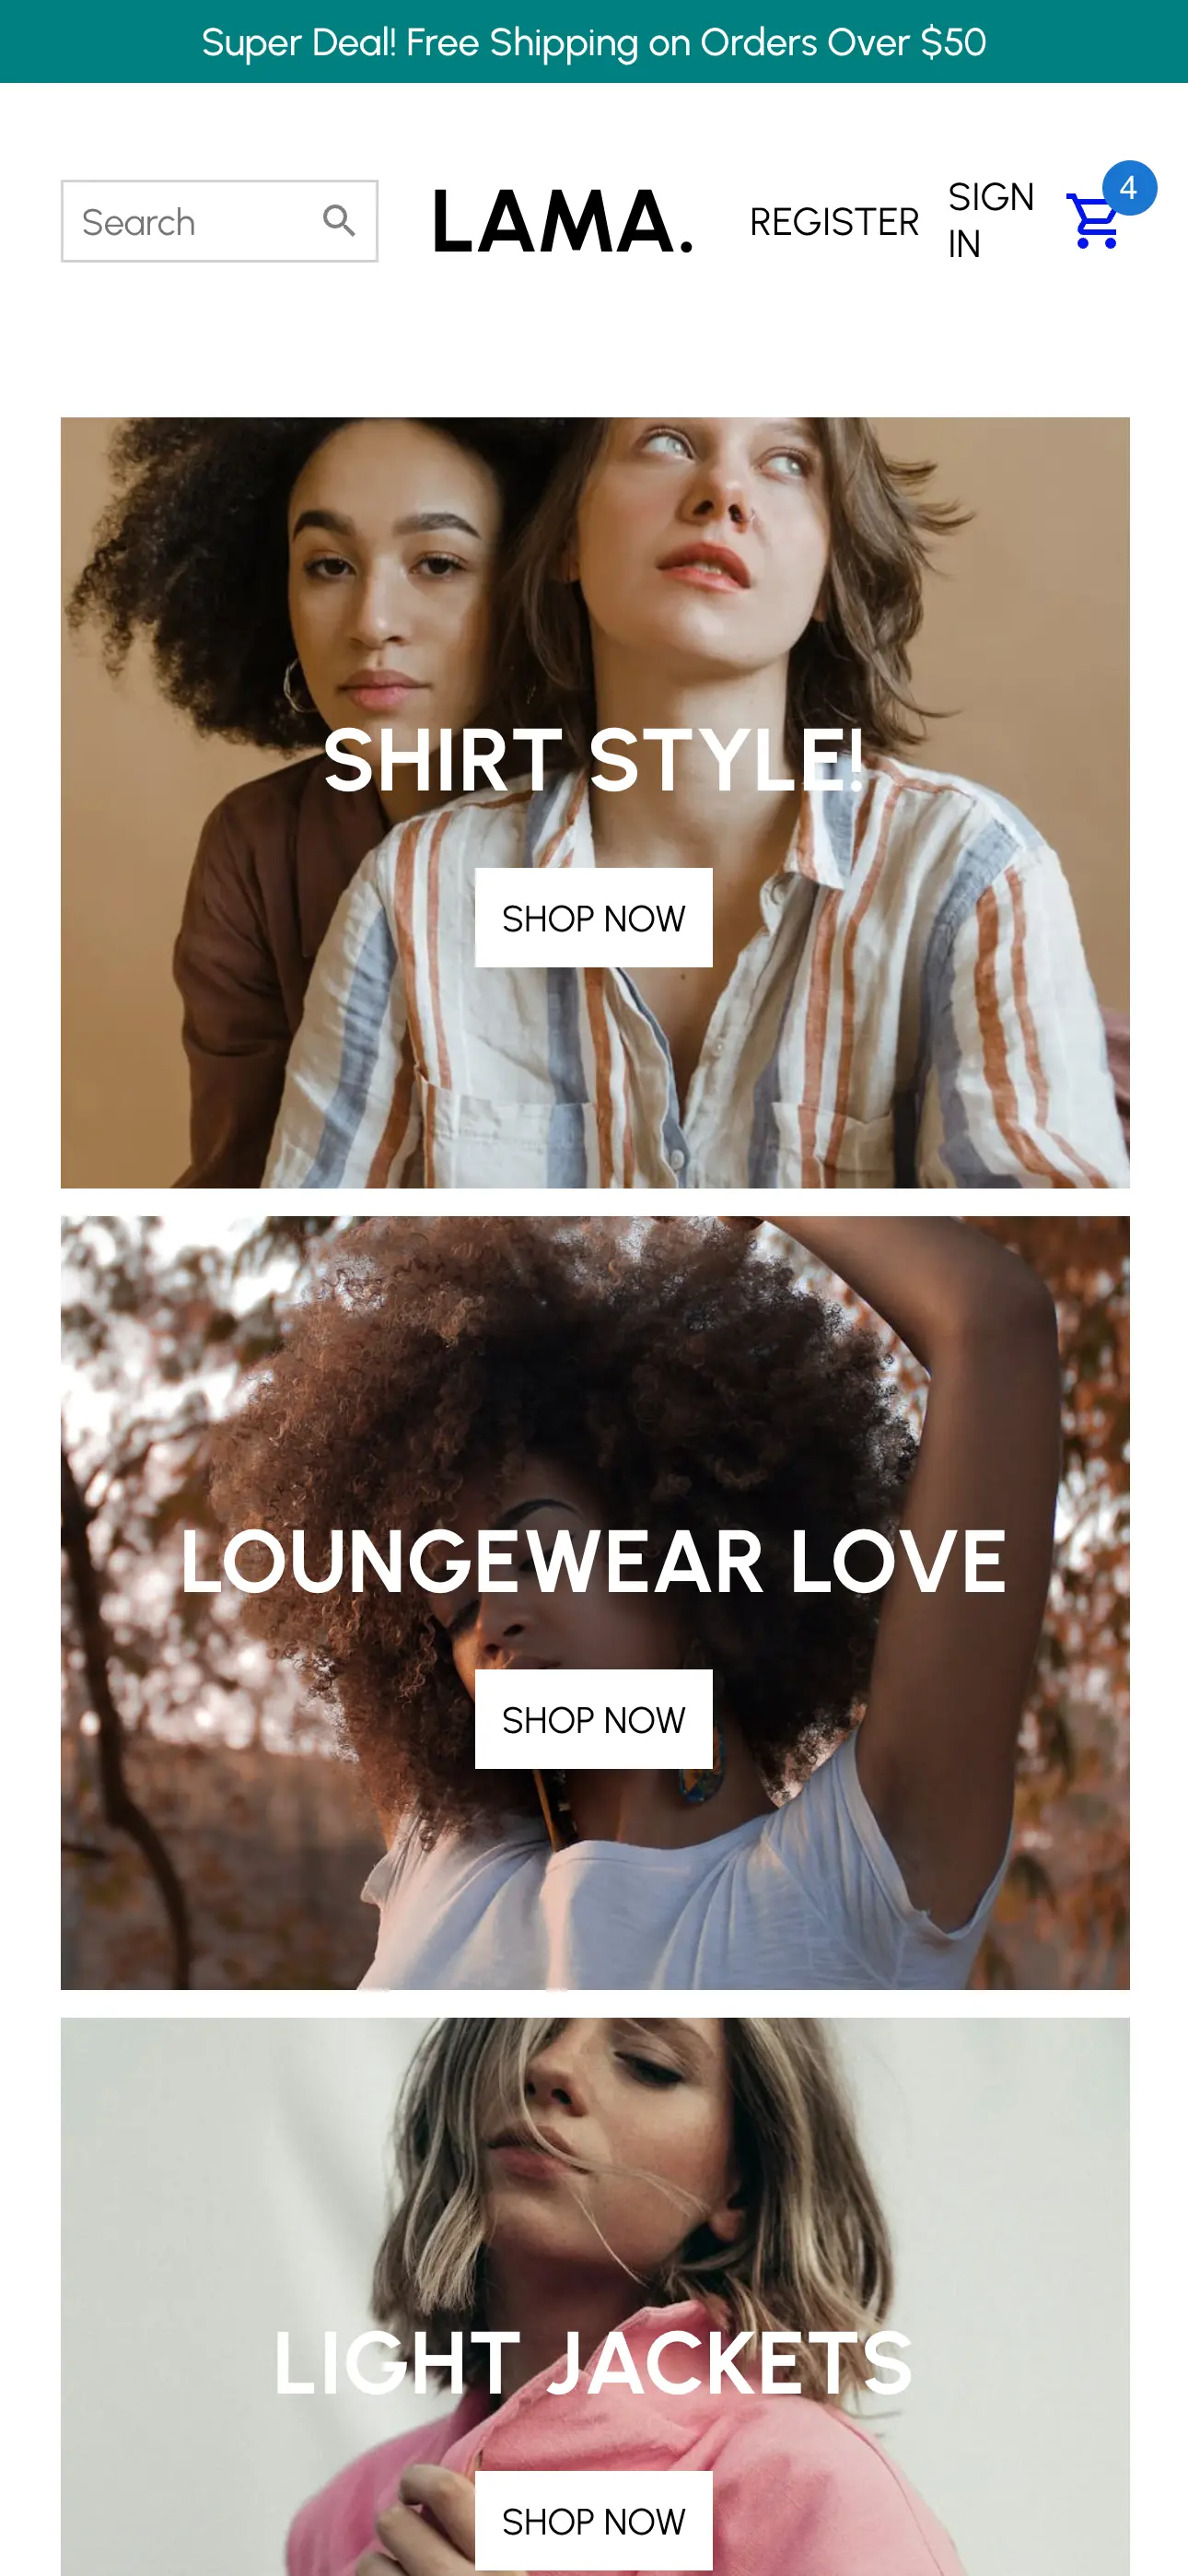 Super Deal! Free Shipping on Orders Over $50
Search
LAMA.
REGISTER
SIGN
IN
4
SHIRT STYLE!
SHOP NOW
LOUNGEWEAR LOVE
SHOP NOW
LIGHT JACKETS
SHOP NOW